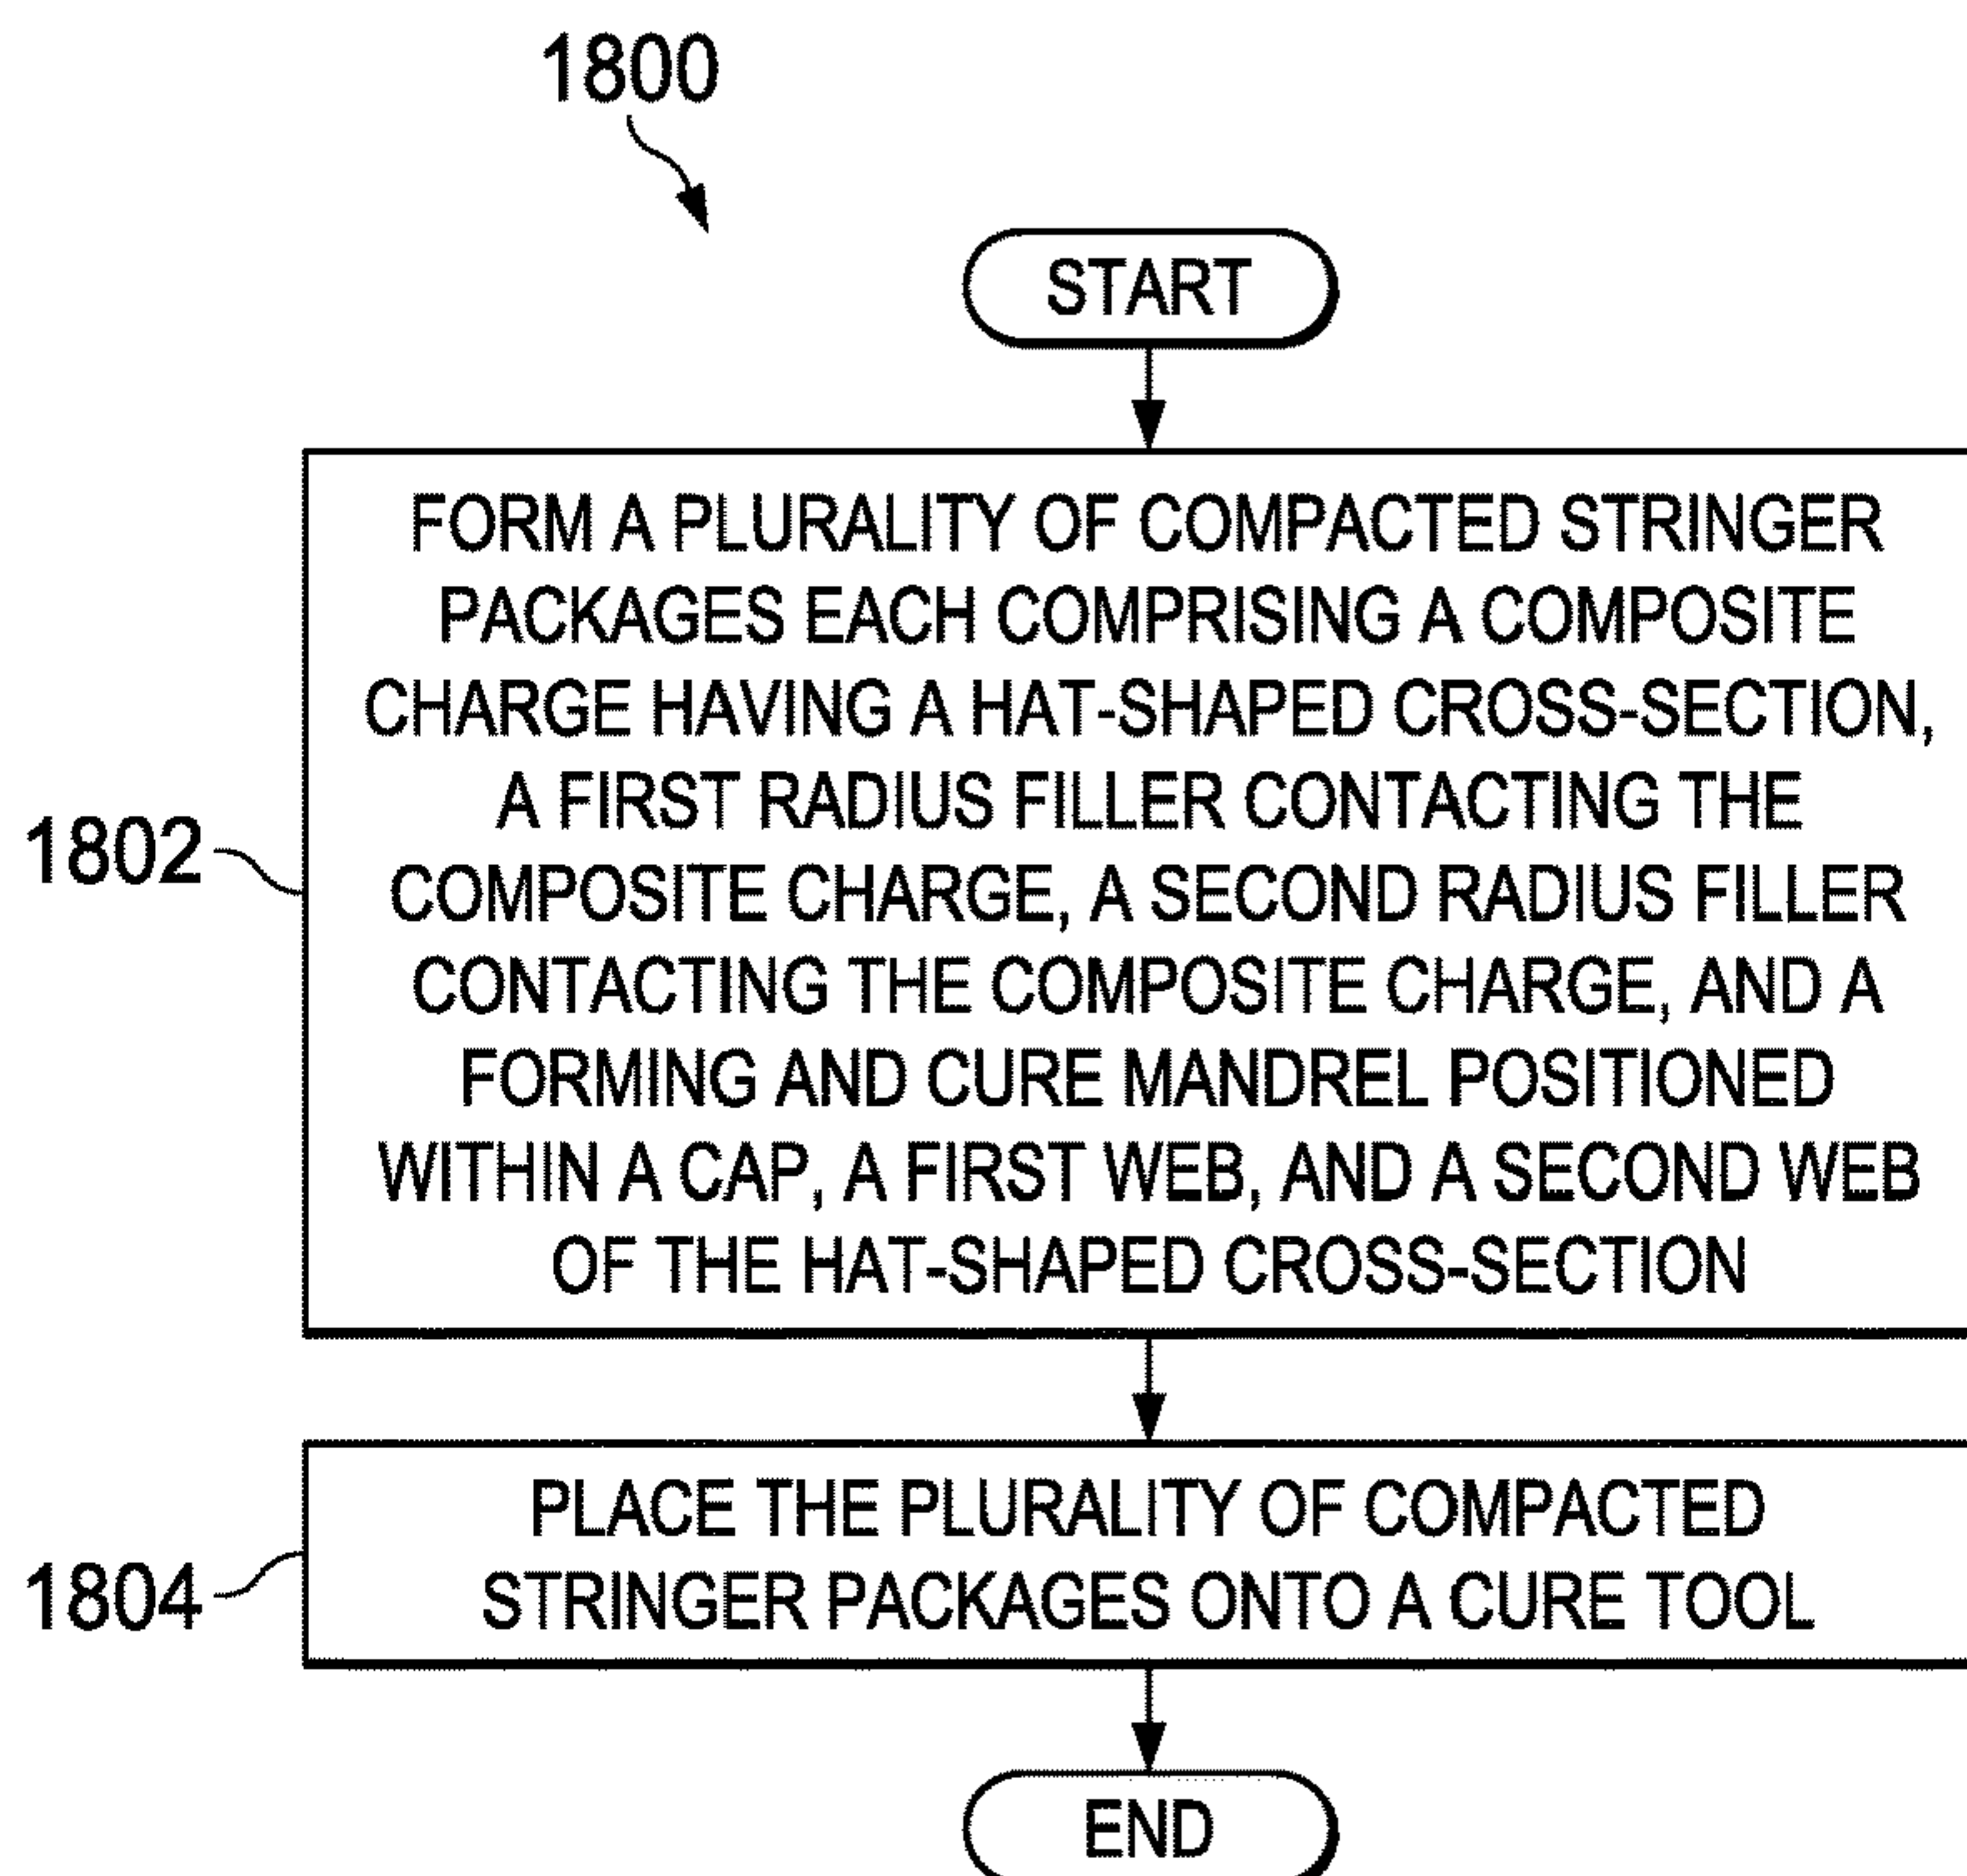 1800
START
FORM A PLURALITY OF COMPACTED STRINGER
PACKAGES EACH COMPRISING A COMPOSITE
CHARGE HAVING A HAT-SHAPED CROSS-SECTION,
A FIRST RADIUS FILLER CONTACTING THE
1802
COMPOSITE CHARGE, A SECOND RADIUS FILLER
CONTACTING THE COMPOSITE CHARGE, AND A
FORMING AND CURE MANDREL POSITIONED
WITHIN A CAP, A FIRST WEB, AND A SECOND WEB
OF THE HAT-SHAPED CROSS-SECTION
PLACE THE PLURALITY OF COMPACTED
STRINGER PACKAGES ONTO A CURE TOOL
1804
END